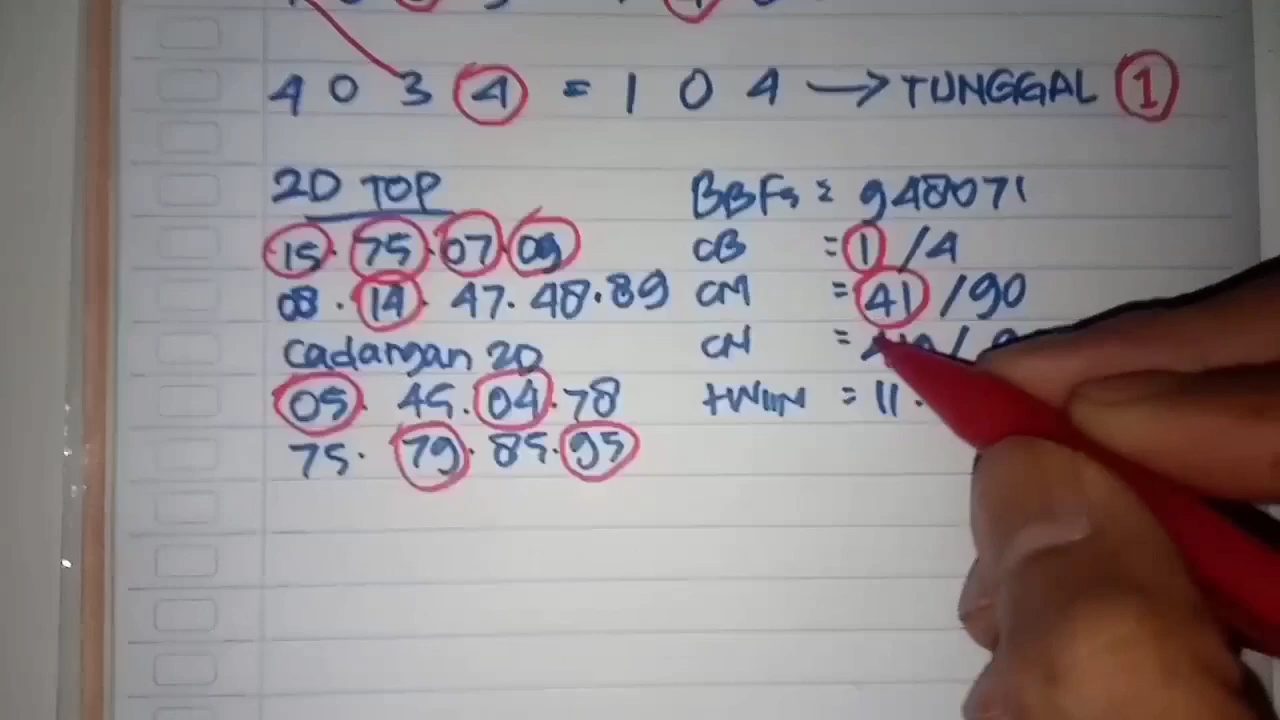 4 0 3 4 = 1 0 4 → TUNGGAL 1
2D TOP
15. 75. 07. 09
08. 14. 47. 48. 89
Cadangan 2D
05. 45. 04. 78
75. 79. 85. 95
BBFS = 948071
CB = 1/4
CM = 41/90
CN =
TWIN = 11.